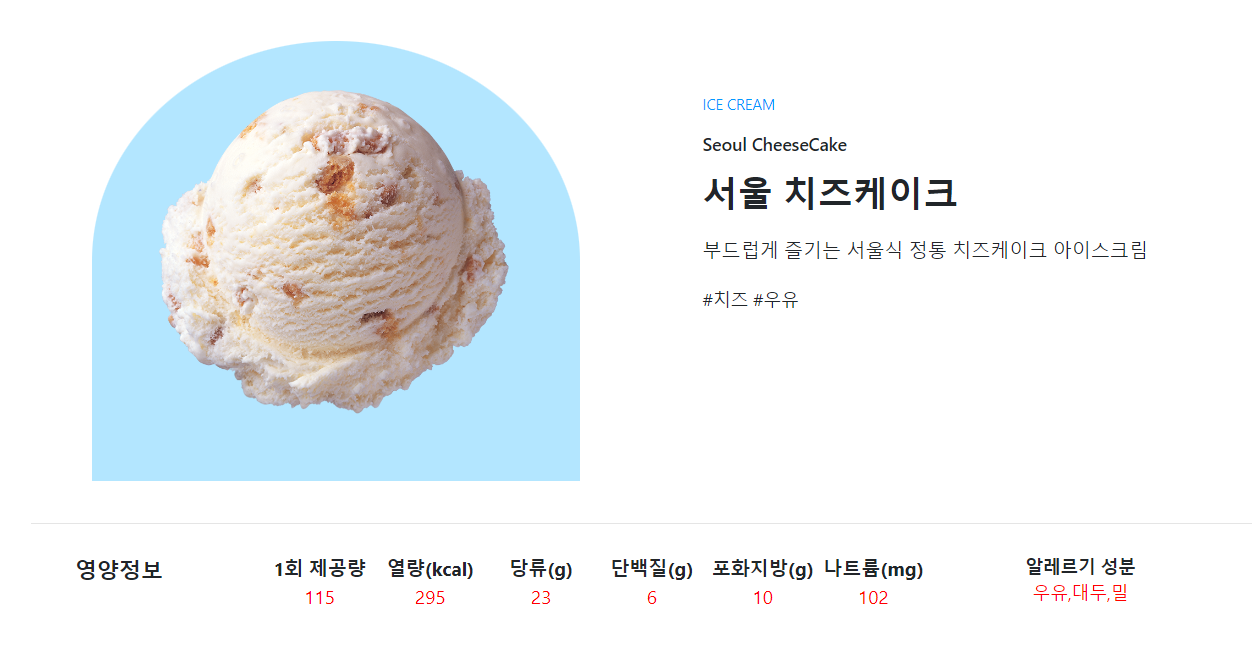 ICE CREAM
Seoul CheeseCake
서울 치즈케이크
부드럽게 즐기는 서울식 정통 치즈케이크 아이스크림
#치즈 #우유
영양정보 1회 제공량 열량(kcal) 당류(g) 단백질(g) 포화지방(g) 나트륨(mg) 알레르기 성분
115 295 23 6 10 102 우유,대두,밀